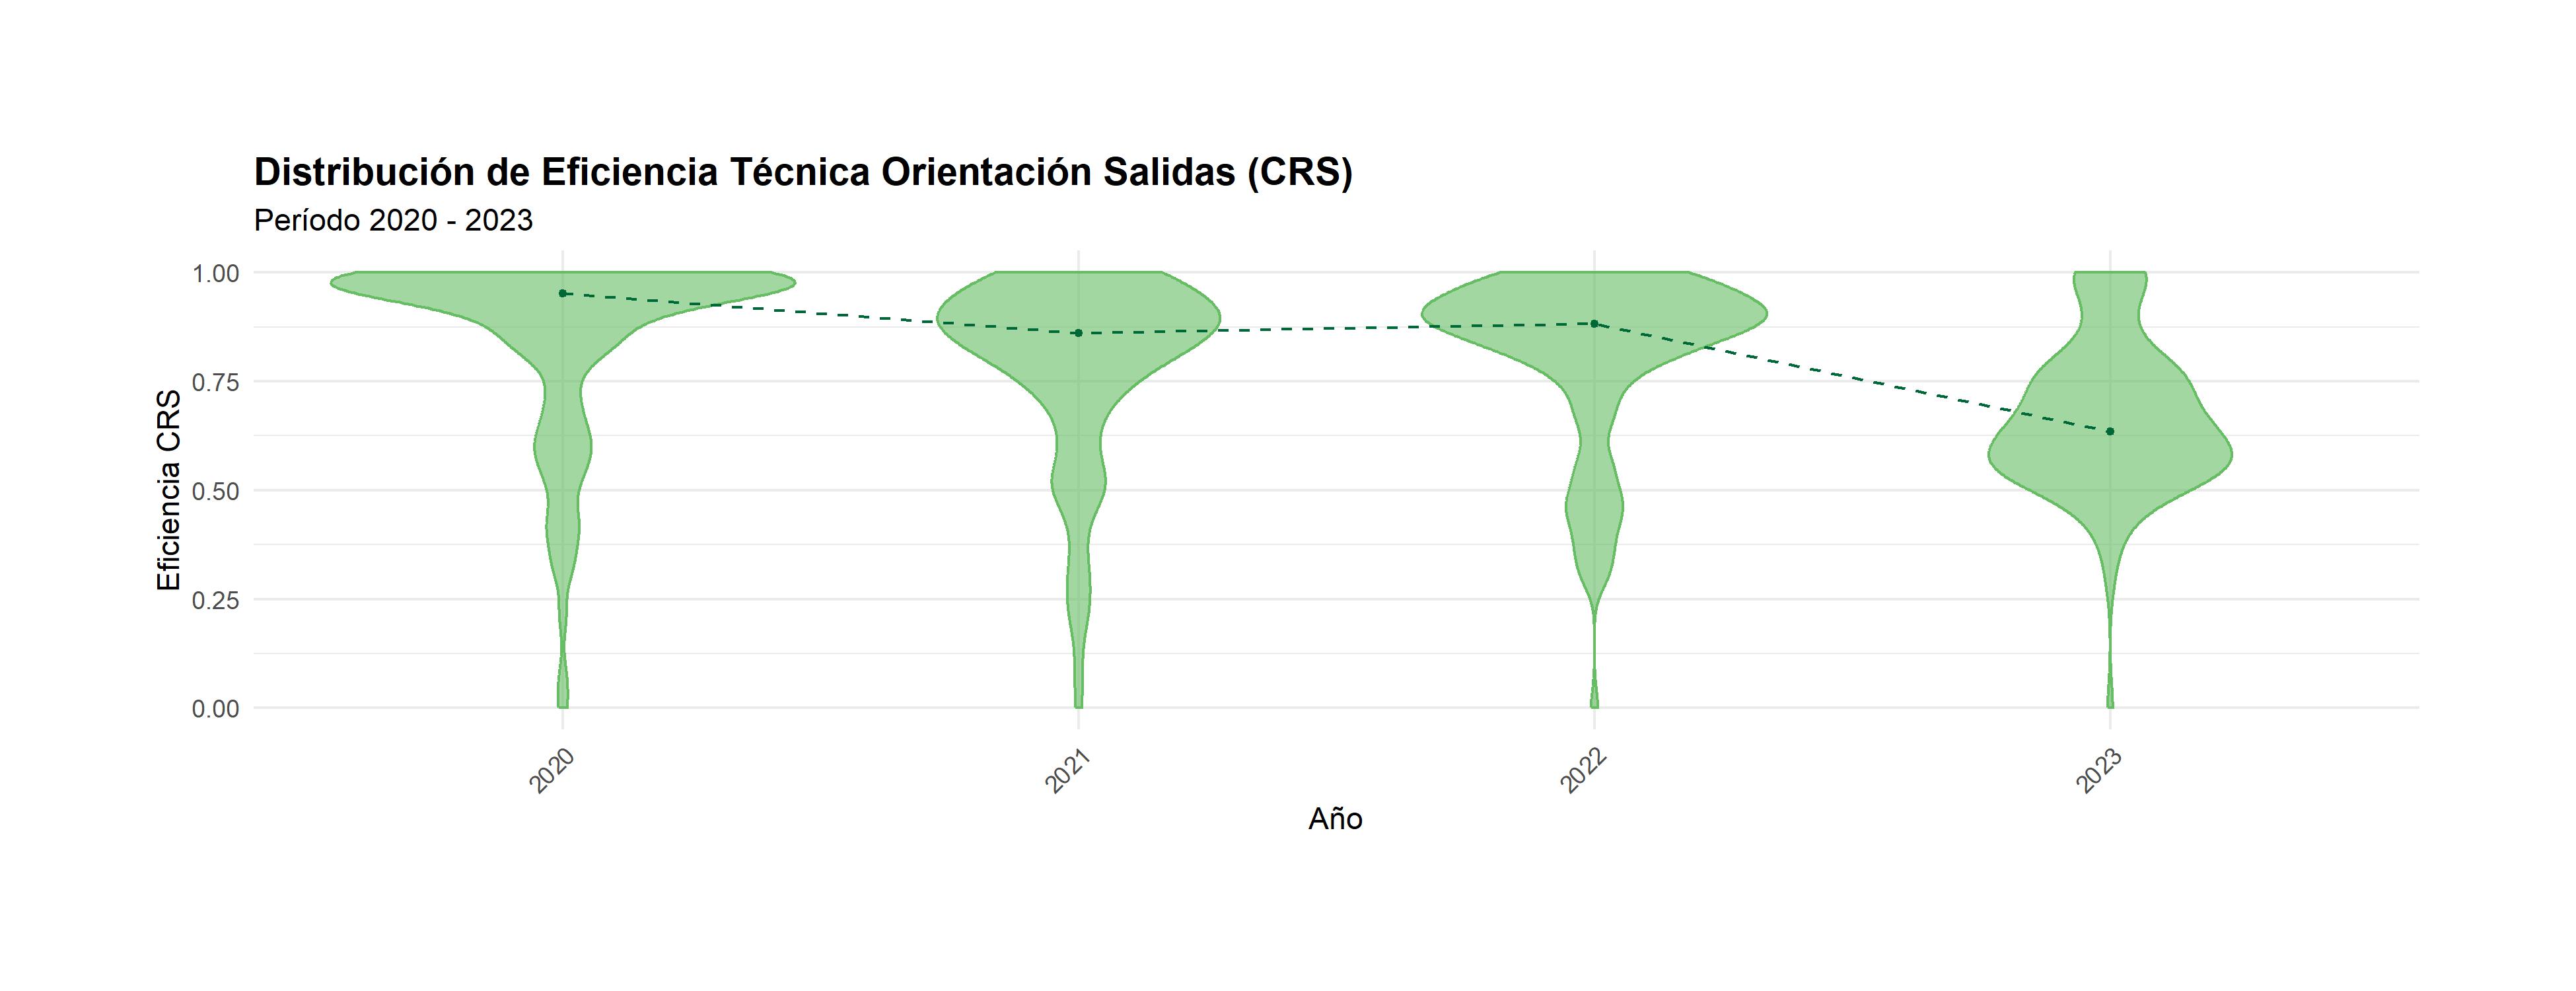 Distribución de Eficiencia Técnica Orientación Salidas (CRS)
Período 2020 - 2023
Eficiencia CRS
1.00
0.75
0.50
0.25
0.00
2020
2021
2022
2023
Año